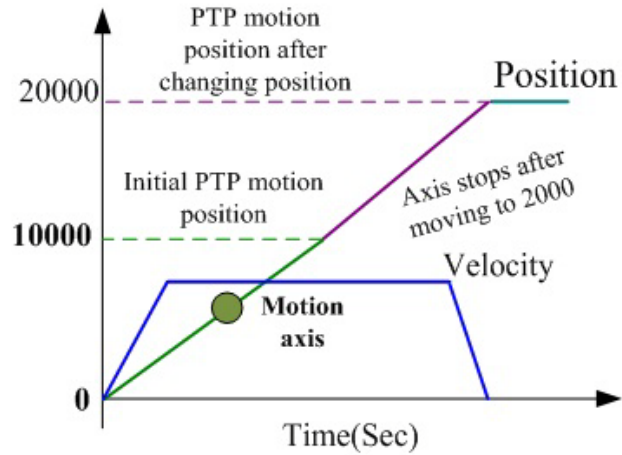 PTP motion
position after
changing position
20000
Position
Initial PTP motion
position
Axis stops after
moving to 2000
10000
Velocity
Motion
axis
0
Time(Sec)